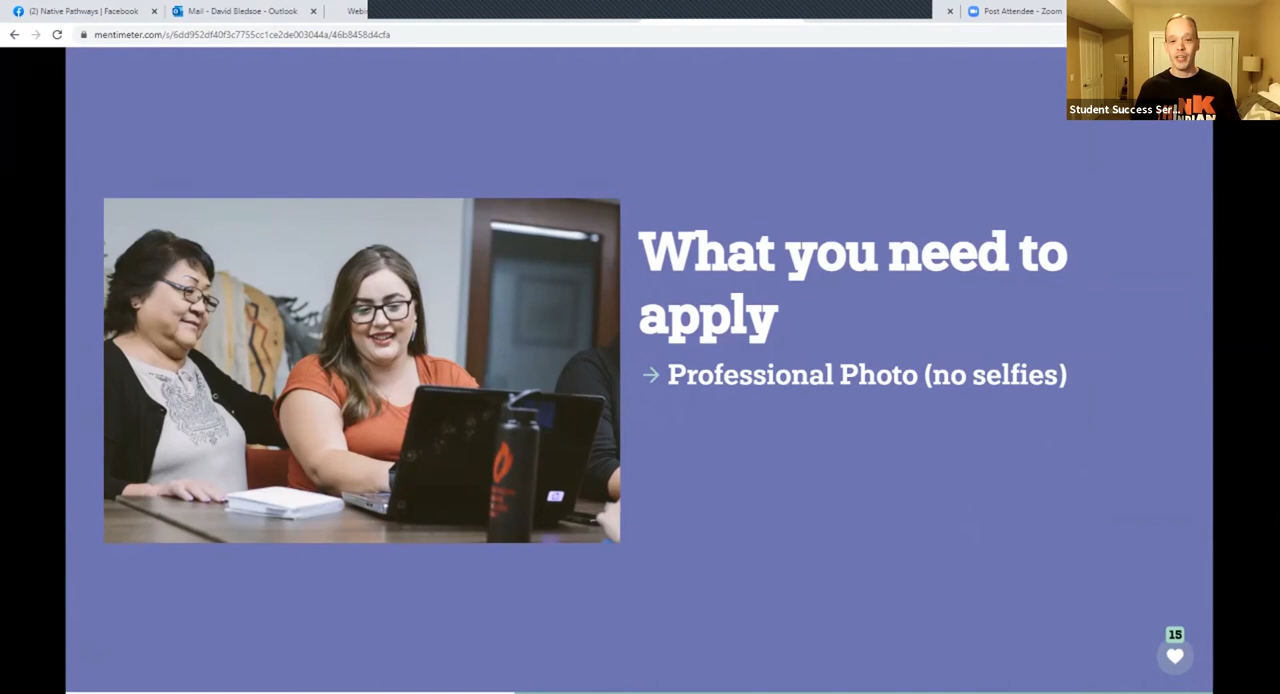 (2) Native Pathways | Facebook
Mail - David Bledsoe - Outlook
Post Attendee - Zoom
mentimeter.com/s/6dd952df40f3c7755cc1ce2de003044a/46b8458d4cfa
Student Success Ser...
What you need to
apply
→ Professional Photo (no selfies)
15